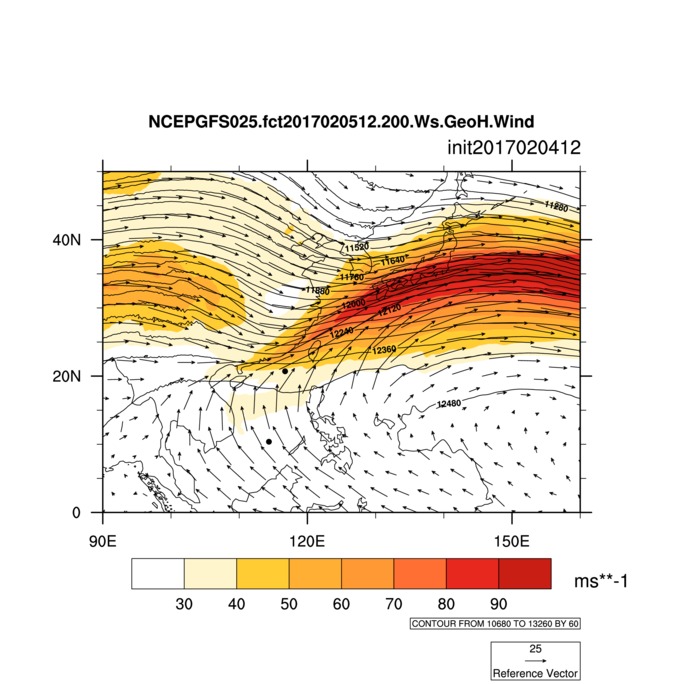 NCEPGFS025.fct2017020512.200.Ws.GeoH.Wind
init2017020412
11280
11520
40N
11640
11760
11880
12000
12120
12240
12360
20N
12480
0
90E 120E 150E
ms**-1
30 40 50 60 70 80 90
CONTOUR FROM 10680 TO 13260 BY 60
25
Reference Vector